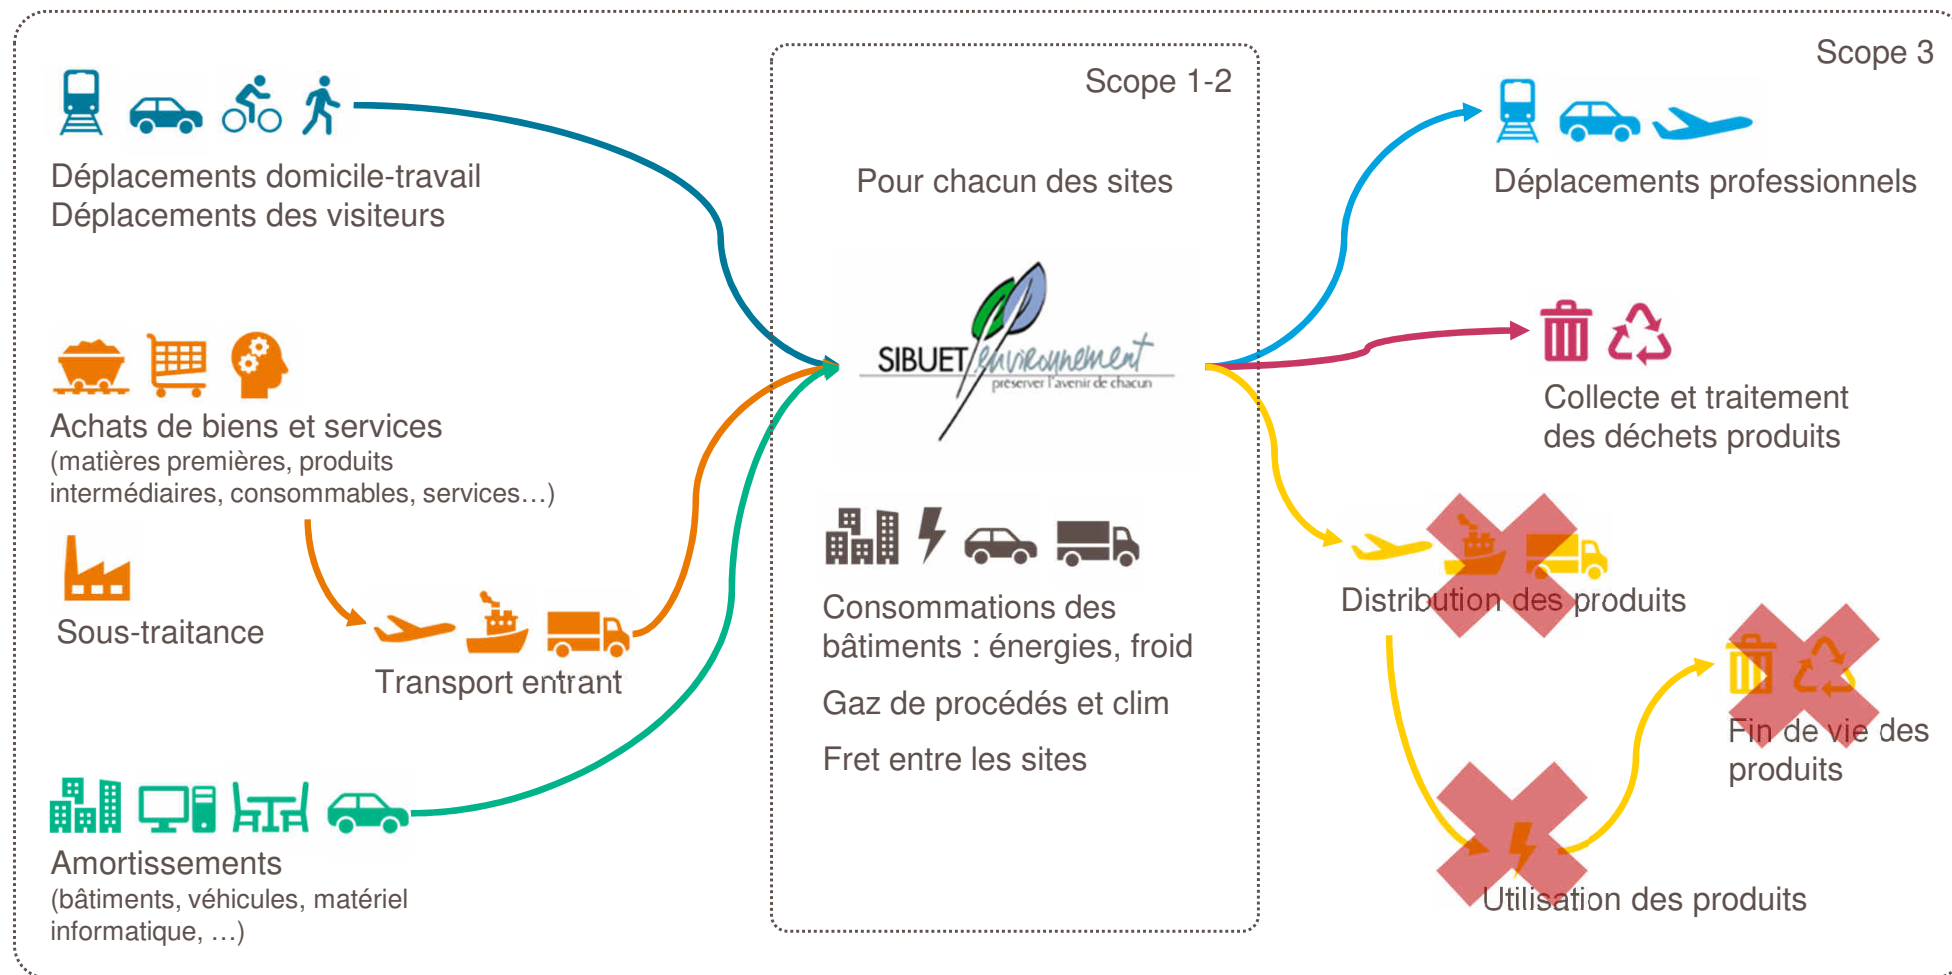 Scope 3
Scope 1-2
Déplacements domicile-travail
Déplacements des visiteurs
Achats de biens et services
(matières premières, produits
intermédiaires, consommables, services…)
Sous-traitance
Transport entrant
Amortissements
(bâtiments, véhicules, matériel
informatique, …)
Pour chacun des sites
SIBUET environnement
préserver l'avenir de chacun
Consommations des
bâtiments : énergies, froid
Gaz de procédés et clim
Fret entre les sites
Déplacements professionnels
Collecte et traitement
des déchets produits
Distribution des produits
Fin de vie des
produits
Utilisation des produits